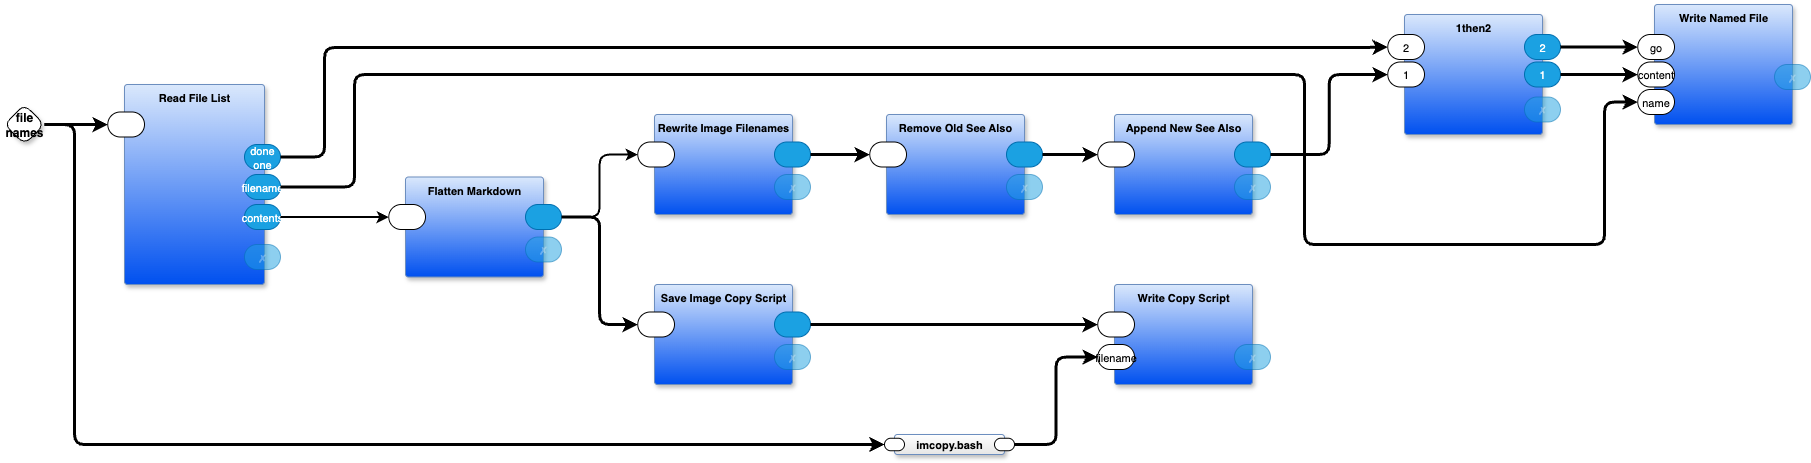 file
names
Read File List
done
one
filename
contents
x
Flatten Markdown
x
Rewrite Image Filenames
x
Remove Old See Also
x
Append New See Also
x
Save Image Copy Script
x
Write Copy Script
filename
x
imcopy.bash
1then2
2
1
2
1
x
Write Named File
go
content
name
x